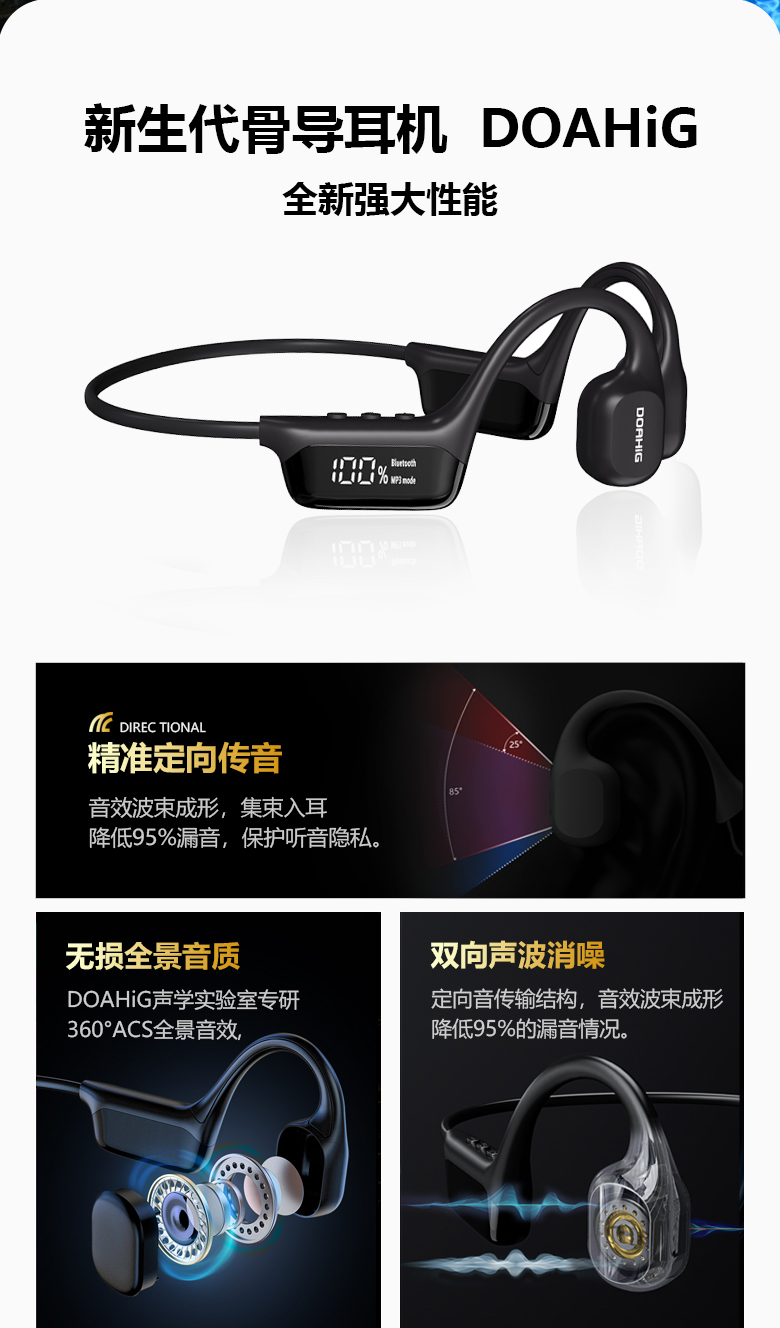 新生代骨导耳机 DOAHiG
全新强大性能
DOAHiG
100% Bluetooth
MP3 mode
DIREC TIONAL
精准定向传音
音效波束成形，集束入耳
降低95%漏音，保护听音隐私。
25°
85°
无损全景音质
DOAHiG声学实验室专研
360°ACS全景音效,
双向声波消噪
定向音传输结构，音效波束成形
降低95%的漏音情况。